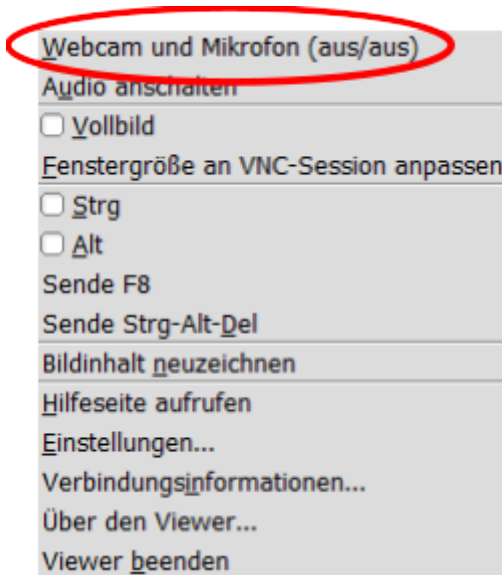 Webcam und Mikrofon (aus/aus)
Audio anschalten
Vollbild
Fenstergröße an VNC-Session anpassen
Strg
Alt
Sende F8
Sende Strg-Alt-Del
Bildinhalt neuzeichnen
Hilfeseite aufrufen
Einstellungen...
Verbindungsinformationen...
Über den Viewer...
Viewer beenden